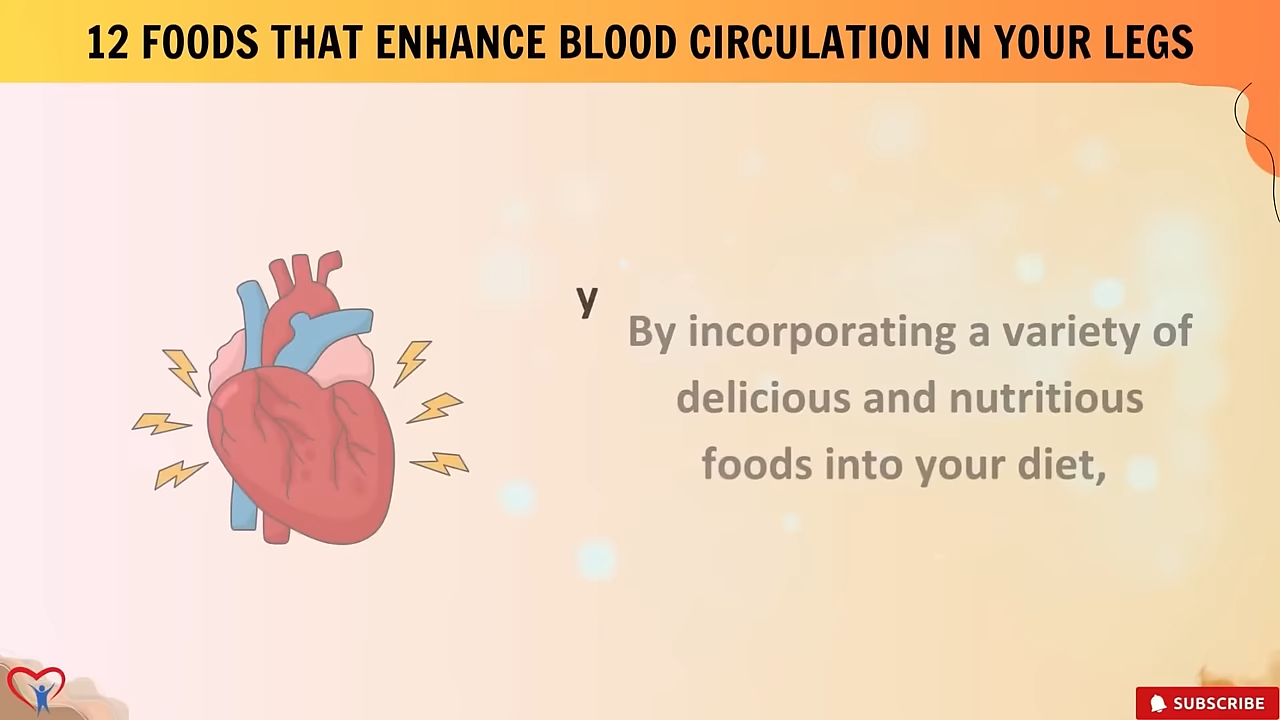 12 FOODS THAT ENHANCE BLOOD CIRCULATION IN YOUR LEGS
y
By incorporating a variety of
delicious and nutritious
foods into your diet,
SUBSCRIBE